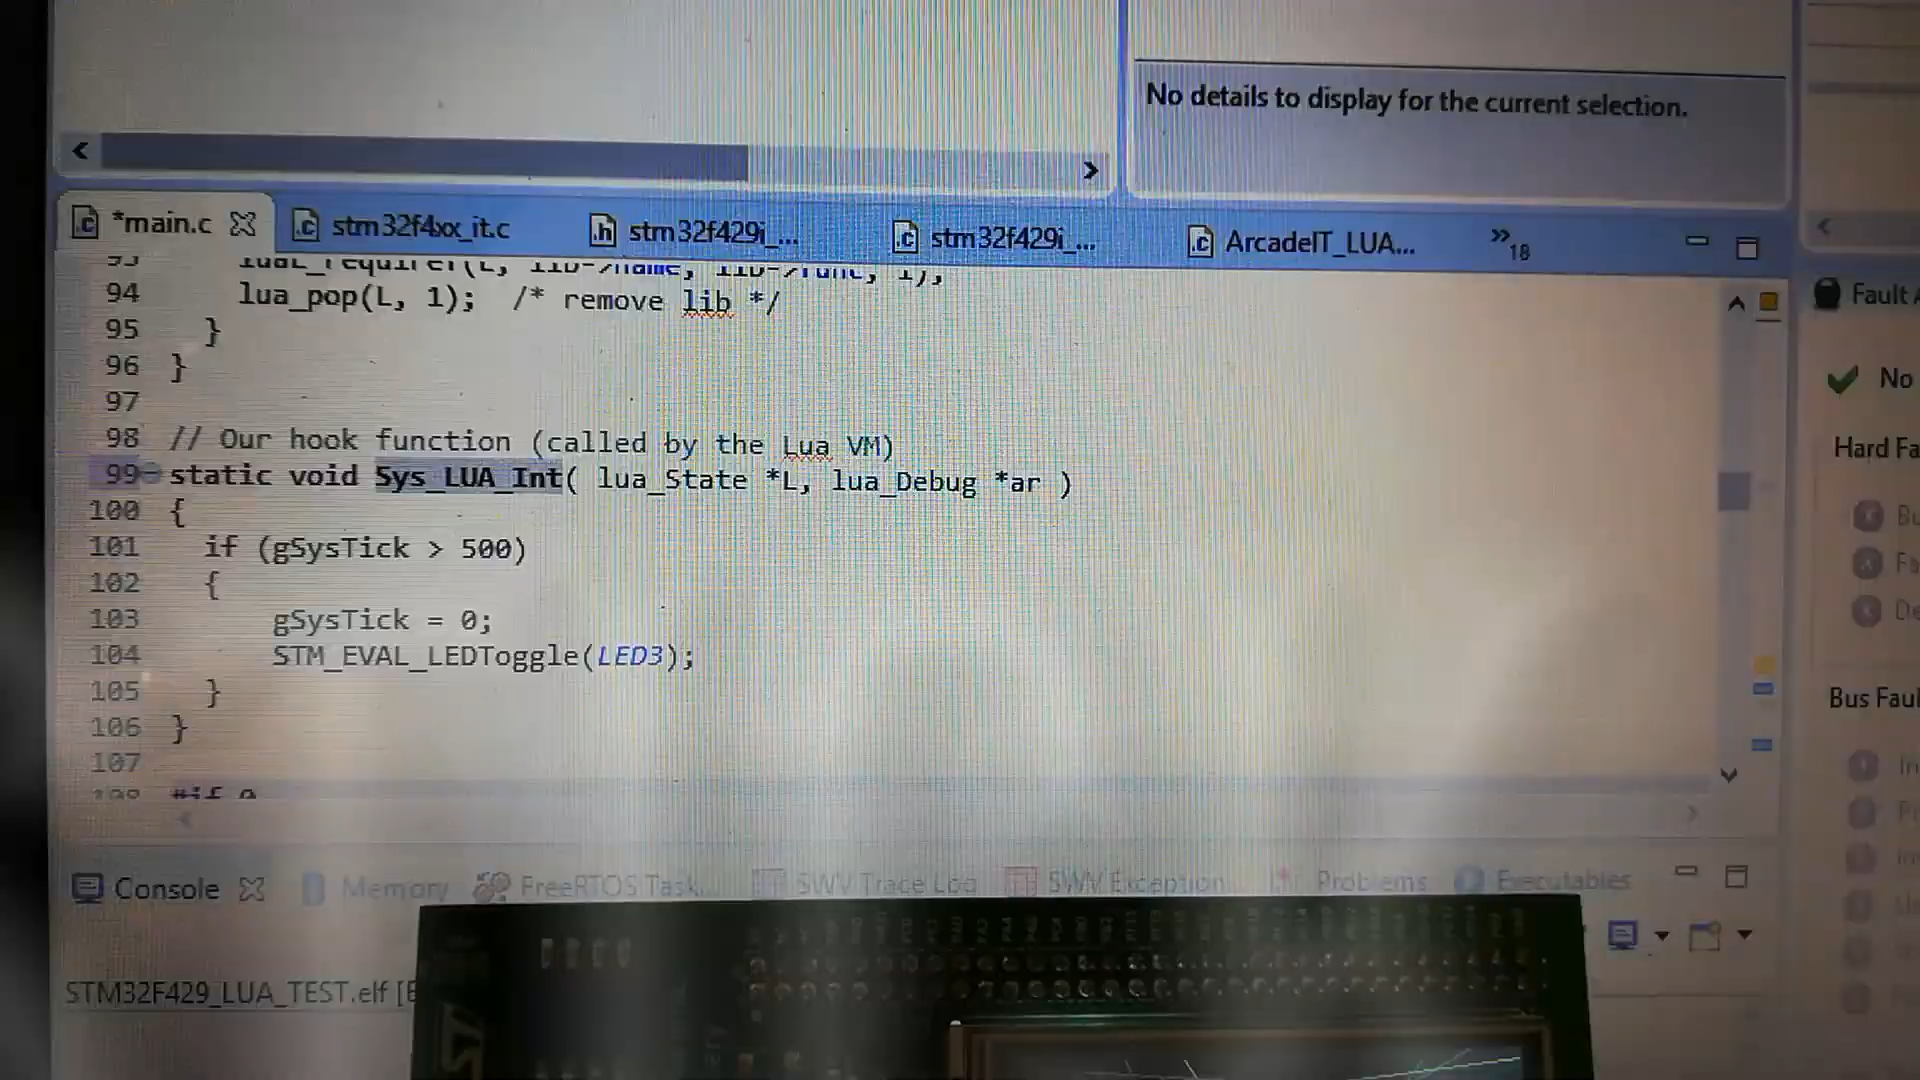 No details to display for the current selection.
*main.c
stm32f4xx_it.c
stm32f429i_...
stm32f429i_...
ArcadeIT_LUA...
18
94 lua_pop(L, 1); /* remove lib */
95 }
96 }
97
98 // Our hook function (called by the Lua VM)
99 static void Sys_LUA_Int( lua_State *L, lua_Debug *ar )
100 {
101 if (gSysTick > 500)
102 {
103 gSysTick = 0;
104 STM_EVAL_LEDToggle(LED3);
105 }
106 }
107
Fault
No
Hard Fa
Bus Faul
Console
Memory
FreeRTOS Task...
SWV Trace Log
SWV Exception
Problems
Executables
STM32F429_LUA_TEST.elf [